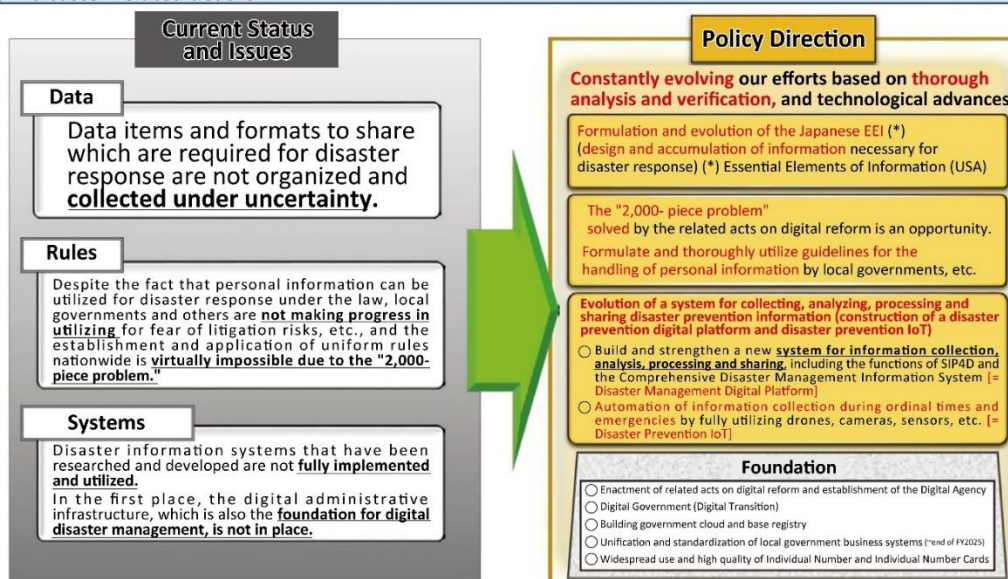 Current Status
and Issues
Data
Data items and formats to share
which are required for disaster
response are not organized and
collected under uncertainty.
Rules
Despite the fact that personal information can be
utilized for disaster response under the law, local
governments and others are not making progress in
utilizing for fear of litigation risks, etc., and the
establishment and application of uniform rules
nationwide is virtually impossible due to the "2,000-
piece problem."
Systems
Disaster information systems that have been
researched and developed are not fully implemented
and utilized.
In the first place, the digital administrative
infrastructure, which is also the foundation for digital
disaster management, is not in place.
Policy Direction
Constantly evolving our efforts based on thorough
analysis and verification, and technological advances
Formulation and evolution of the Japanese EEI (*)
(design and accumulation of information necessary for
disaster response) (*) Essential Elements of Information (USA)
The "2,000- piece problem"
solved by the related acts on digital reform is an opportunity.
Formulate and thoroughly utilize guidelines for the
handling of personal information by local governments, etc.
Evolution of a system for collecting, analyzing, processing and
sharing disaster prevention information (construction of a disaster
prevention digital platform and disaster prevention IoT)
○ Build and strengthen a new system for information collection,
analysis, processing and sharing, including the functions of SIP4D and
the Comprehensive Disaster Management Information System [=
Disaster Management Digital Platform]
○ Automation of information collection during ordinal times and
emergencies by fully utilizing drones, cameras, sensors, etc. [=
Disaster Prevention IoT]
Foundation
○ Enactment of related acts on digital reform and establishment of the Digital Agency
○ Digital Government (Digital Transition)
○ Building government cloud and base registry
○ Unification and standardization of local government business systems (~end of FY2025)
○ Widespread use and high quality of Individual Number and Individual Number Cards